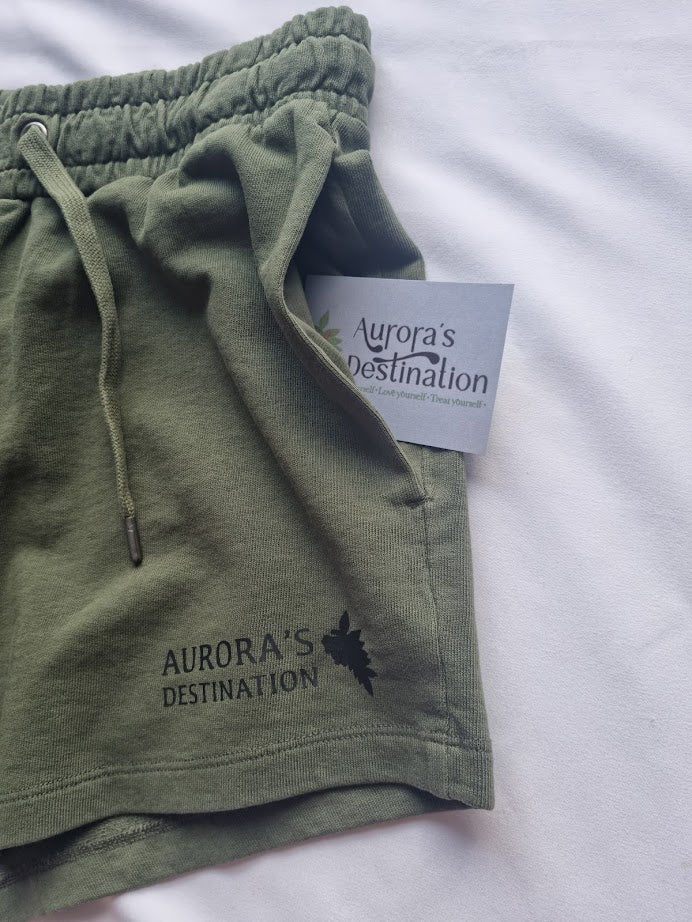 Aurora's
Destination
Love yourself • Treat yourself •
AURORA'S
DESTINATION